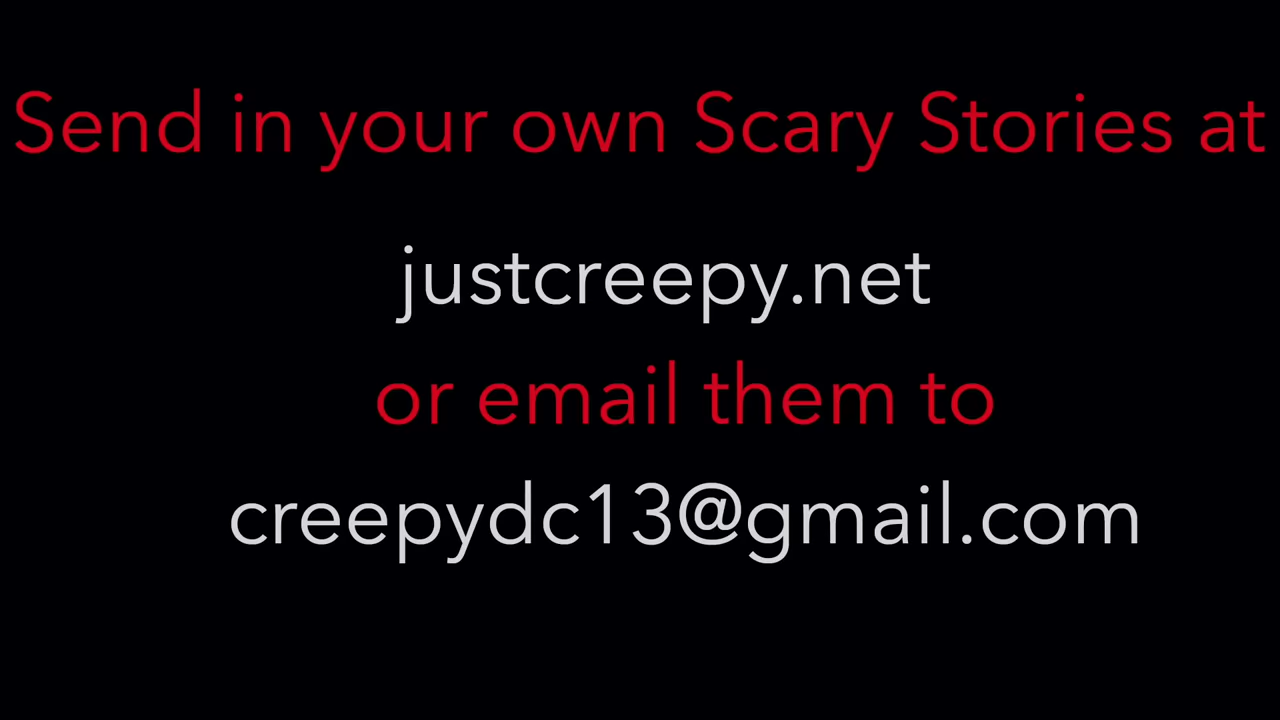 Send in your own Scary Stories at
justcreepy.net
or email them to
creepydc13@gmail.com